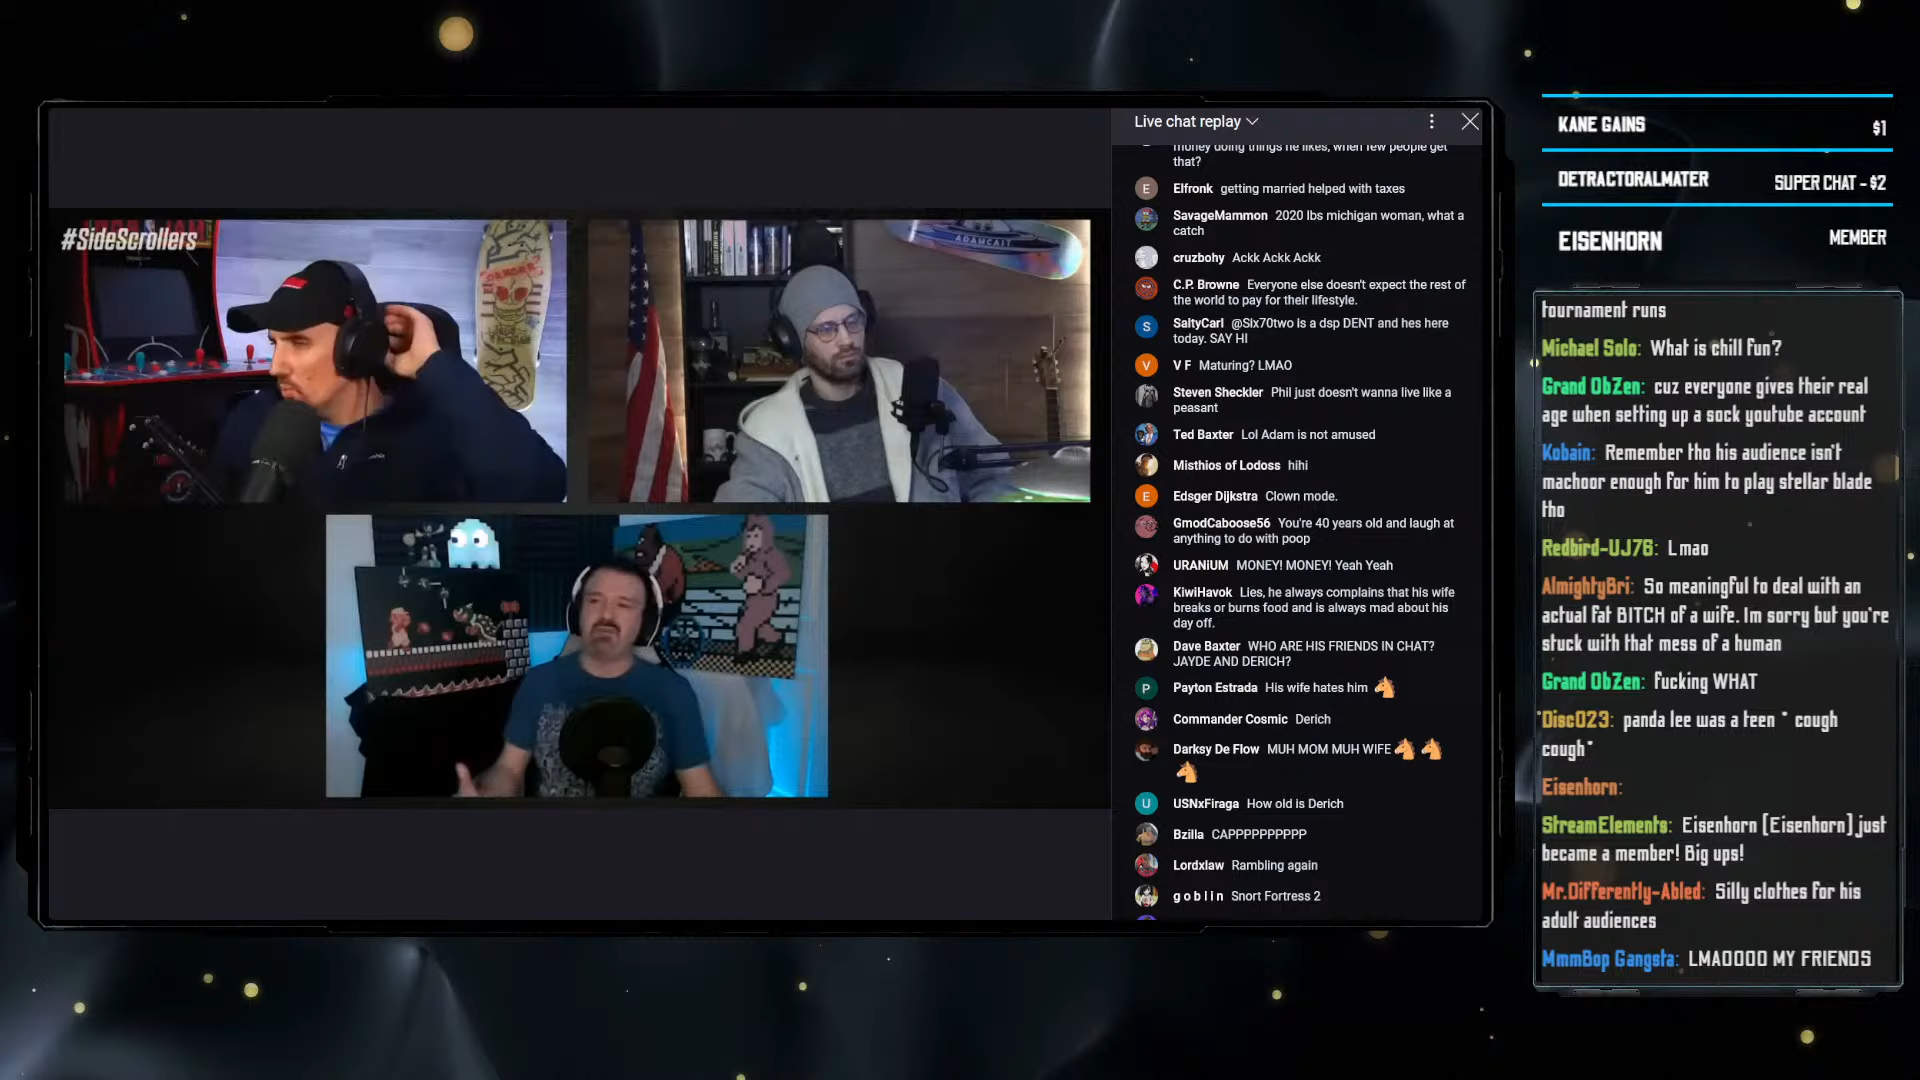 #SideScrollers
ADAMCAST
Live chat replay
money doing things he likes, when few people get
that?
Elfronk getting married helped with taxes
SavageMammon 2020 lbs michigan woman, what a
catch
cruzbohy Ackk Ackk Ackk
C.P. Browne Everyone else doesn't expect the rest of
the world to pay for their lifestyle.
SaltyCarl @SIx70two is a dsp DENT and hes here
today. SAY HI
V F Maturing? LMAO
Steven Sheckler Phil just doesn't wanna live like a
peasant
Ted Baxter Lol Adam is not amused
Misthios of Lodoss hihi
Edsger Dijkstra Clown mode.
GmodCaboose56 You're 40 years old and laugh at
anything to do with poop
URANiUM MONEY! MONEY! Yeah Yeah
KiwiHavok Lies, he always complains that his wife
breaks or burns food and is always mad about his
day off.
Dave Baxter WHO ARE HIS FRIENDS IN CHAT?
JAYDE AND DERICH?
Payton Estrada His wife hates him
Commander Cosmic Derich
Darksy De Flow MUH MOM MUH WIFE
USNxFiraga How old is Derich
Bzilla CAPPPPPPPPPP
Lordxlaw Rambling again
g o b l i n Snort Fortress 2
KANE GAINS $1
DETRACTORALMATER SUPER CHAT - $2
EISENHORN MEMBER
tournament runs
Michael Solo: What is chill fun?
Grand ObZen: cuz everyone gives their real
age when setting up a sock youtube account
Kobain: Remember tho his audience isn't
machoor enough for him to play stellar blade
tho
Redbird-UJ76: Lmao
AlmightyBri: So meaningful to deal with an
actual fat BITCH of a wife. Im sorry but you're
stuck with that mess of a human
Grand ObZen: fucking WHAT
*Disc023: panda lee was a teen * cough
cough*
Eisenhorn:
StreamElements: Eisenhorn [Eisenhorn] just
became a member! Big ups!
Mr.Differently-Abled: Silly clothes for his
adult audiences
MmmBop Gangsta: LMAOOOO MY FRIENDS